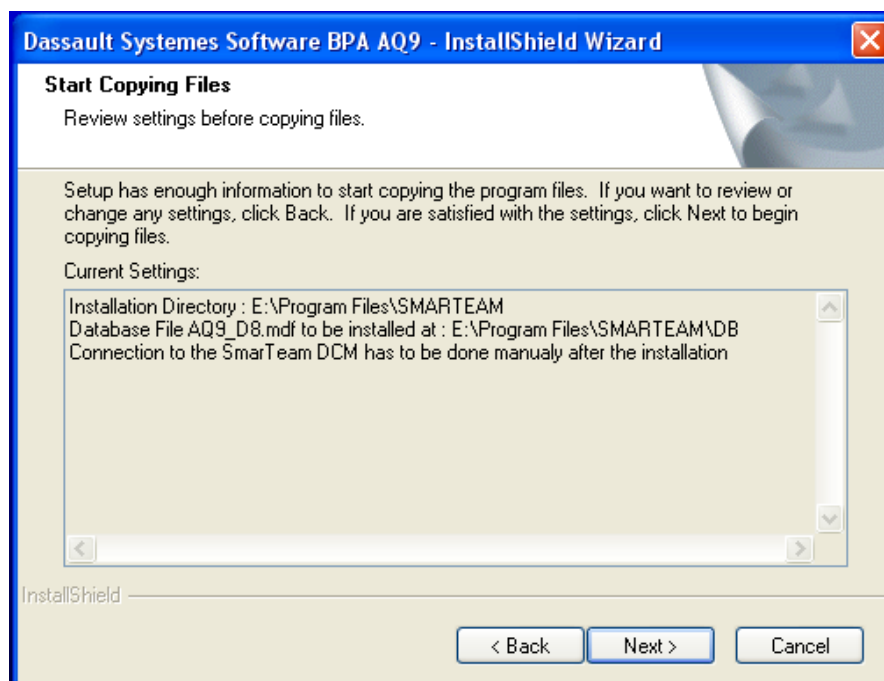 Dassault Systemes Software BPA AQ9 - InstallShield Wizard
Start Copying Files
Review settings before copying files.
Setup has enough information to start copying the program files. If you want to review or
change any settings, click Back. If you are satisfied with the settings, click Next to begin
copying files.
Current Settings:
Installation Directory : E:\Program Files\SMARTEAM
Database File AQ9_D8.mdf to be installed at : E:\Program Files\SMARTEAM\DB
Connection to the SmarTeam DCM has to be done manualy after the installation
InstallShield
< Back
Next >
Cancel